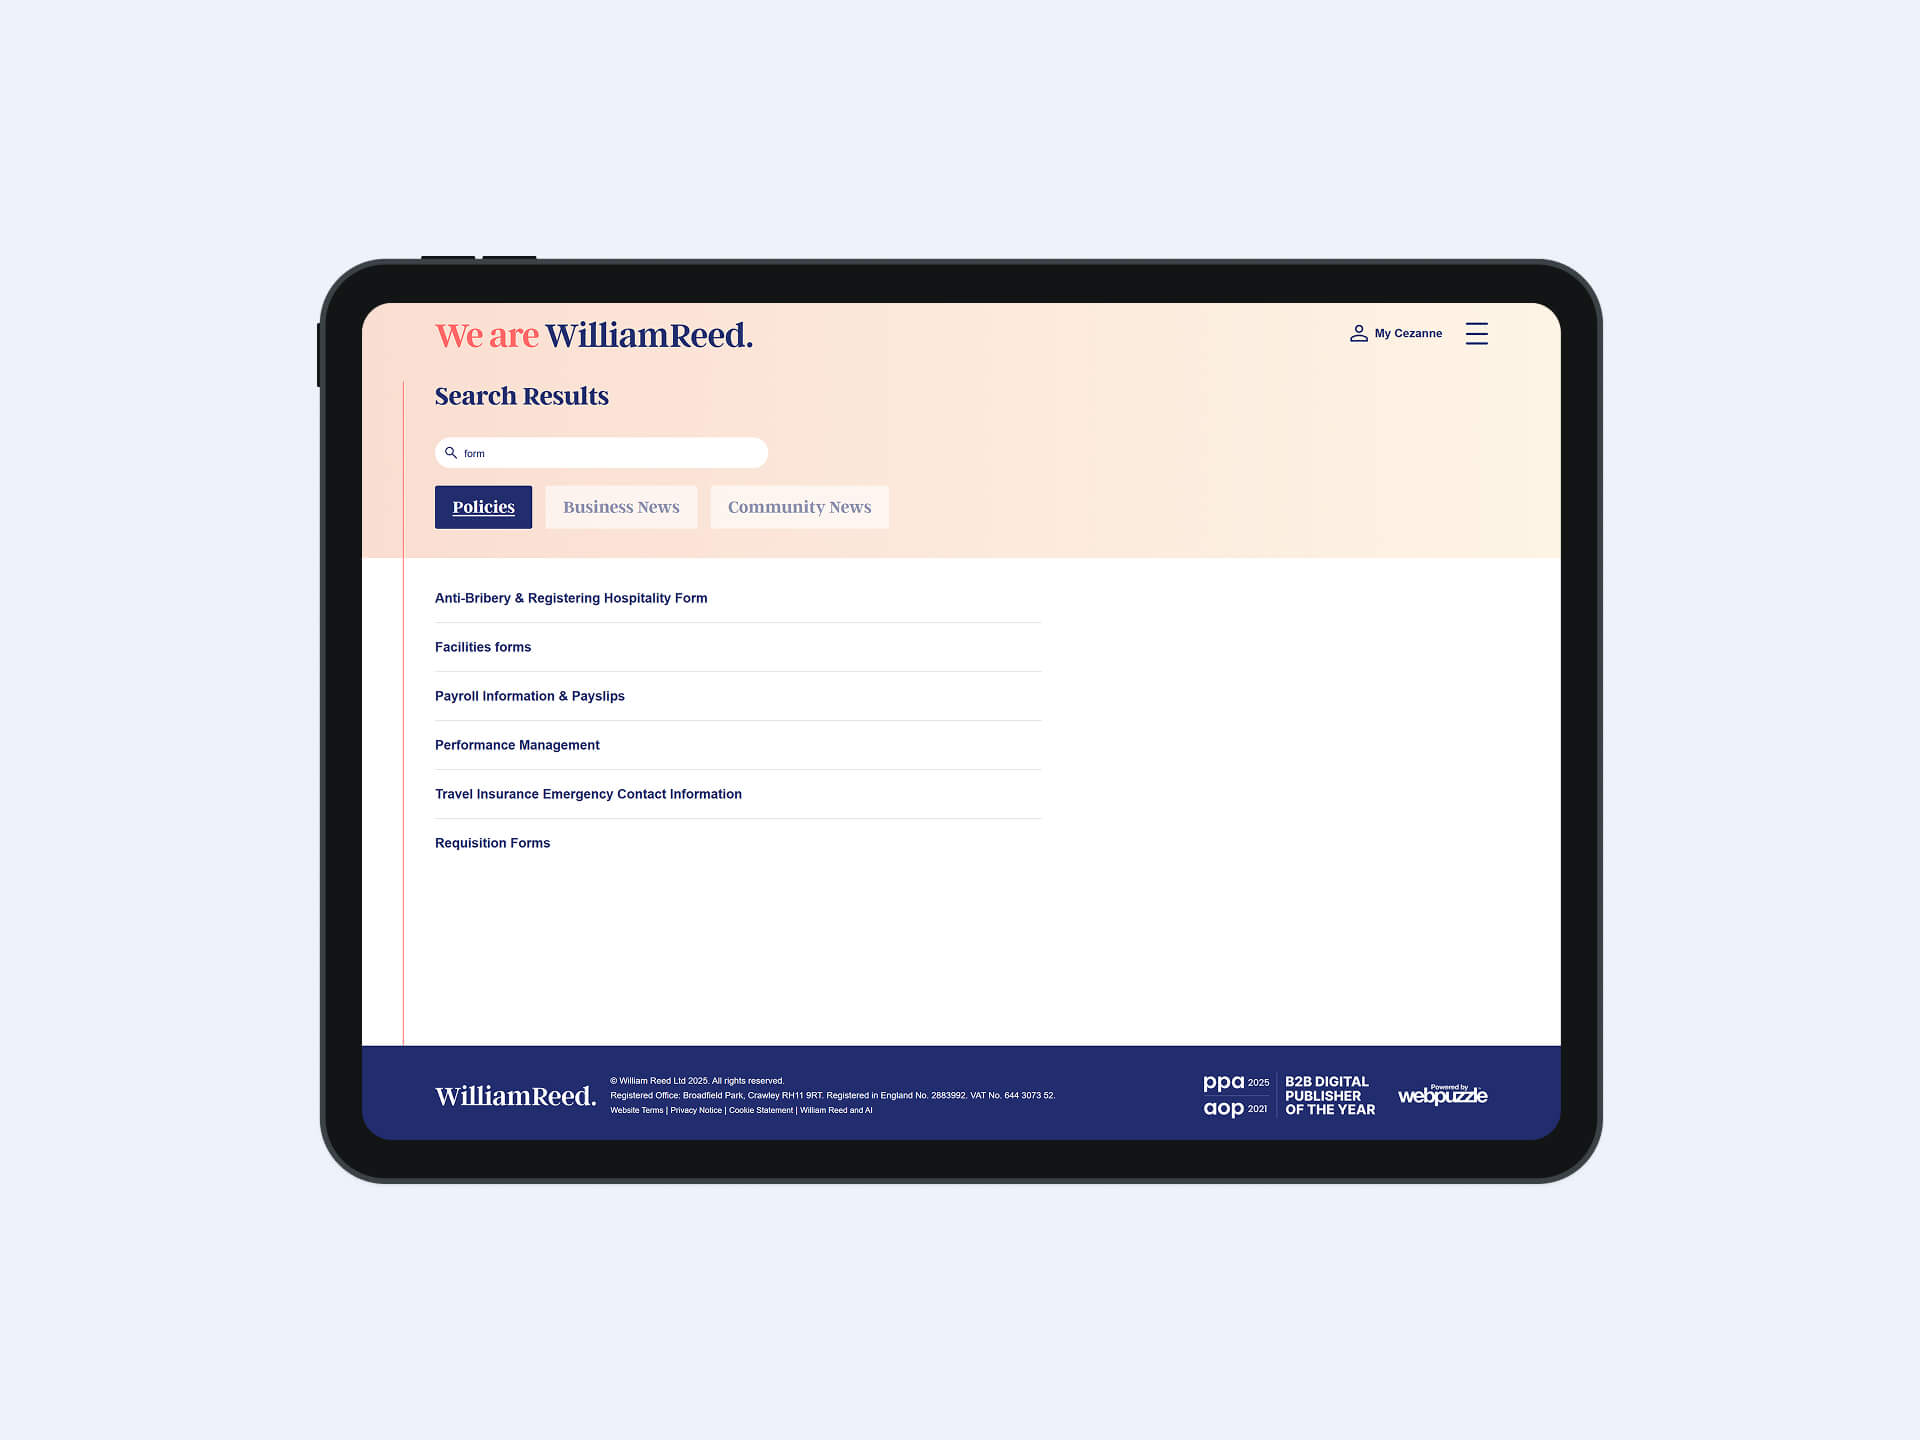 We are WilliamReed.
My Cezanne
Search Results
form
Policies
Business News
Community News
Anti-Bribery & Registering Hospitality Form
Facilities forms
Payroll Information & Payslips
Performance Management
Travel Insurance Emergency Contact Information
Requisition Forms
WilliamReed.
© William Reed Ltd 2025. All rights reserved.
Registered Office: Broadfield Park, Crawley RH11 9RT. Registered in England No. 2883992. VAT No. 644 3073 52.
Website Terms | Privacy Notice | Cookie Statement | William Reed and AI
ppa 2025
aop 2021
B2B DIGITAL
PUBLISHER
OF THE YEAR
Powered by
webpuzzle